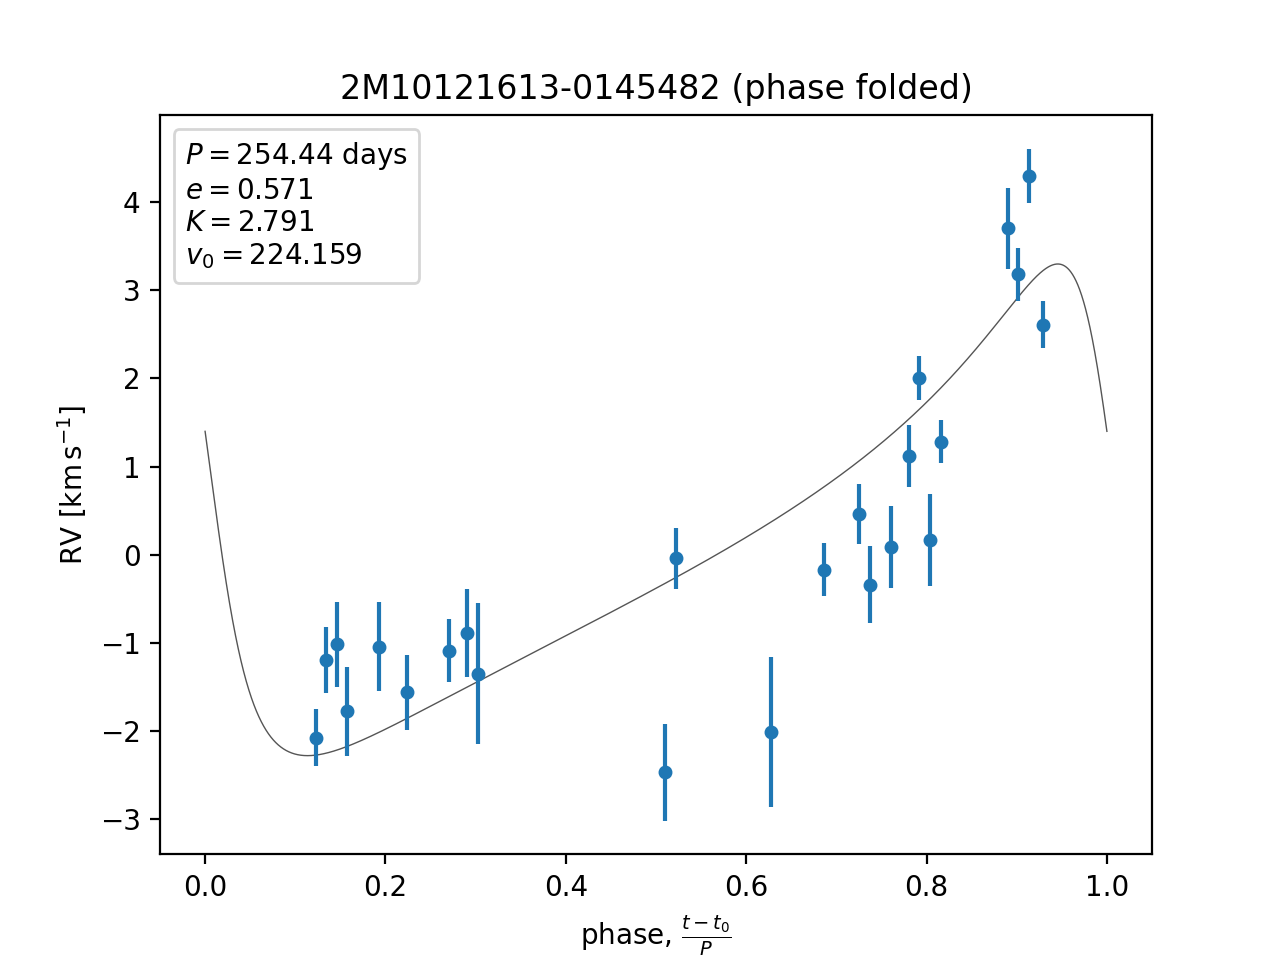 2M10121613-0145482 (phase folded)
P = 254.44 days
e = 0.571
K = 2.791
v₀ = 224.159
RV [km s⁻¹]
4
3
2
1
0
−1
−2
−3
0.0 0.2 0.4 0.6 0.8 1.0
phase, (t − t₀)/P